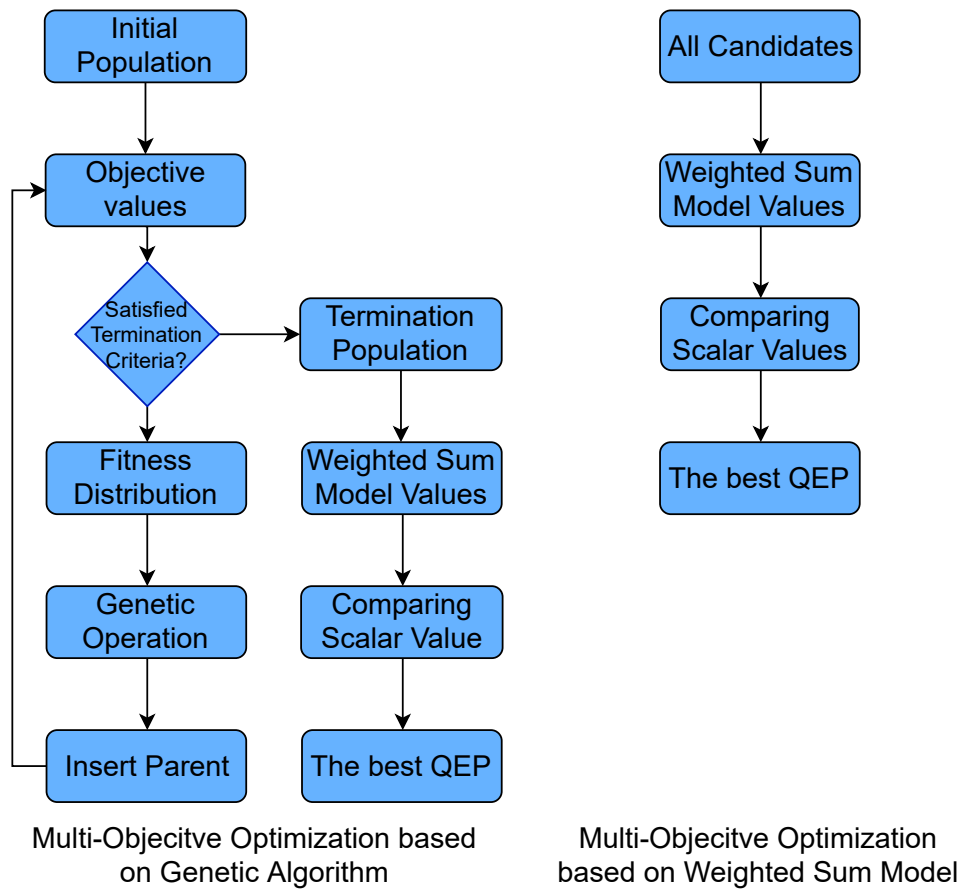 Initial
Population
Objective
values
Satisfied
Termination
Criteria?
Termination
Population
Fitness
Distribution
Weighted Sum
Model Values
Genetic
Operation
Comparing
Scalar Value
Insert Parent
The best QEP
Multi-Objecitve Optimization based
on Genetic Algorithm
All Candidates
Weighted Sum
Model Values
Comparing
Scalar Values
The best QEP
Multi-Objecitve Optimization
based on Weighted Sum Model